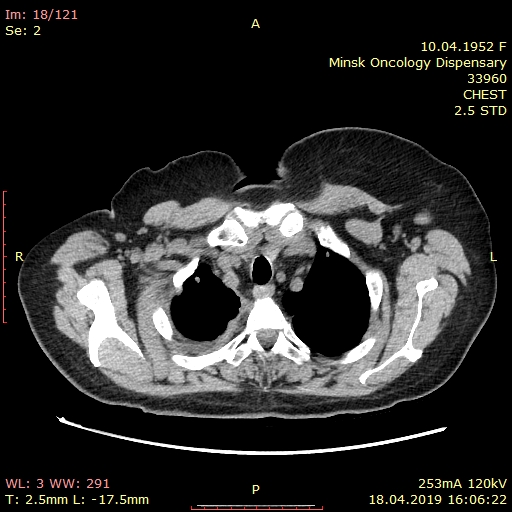 Im: 18/121
Se: 2
A
10.04.1952 F
Minsk Oncology Dispensary
33960
CHEST
2.5 STD
R
L
WL: 3 WW: 291
T: 2.5mm L: -17.5mm
P
253mA 120kV
18.04.2019 16:06:22